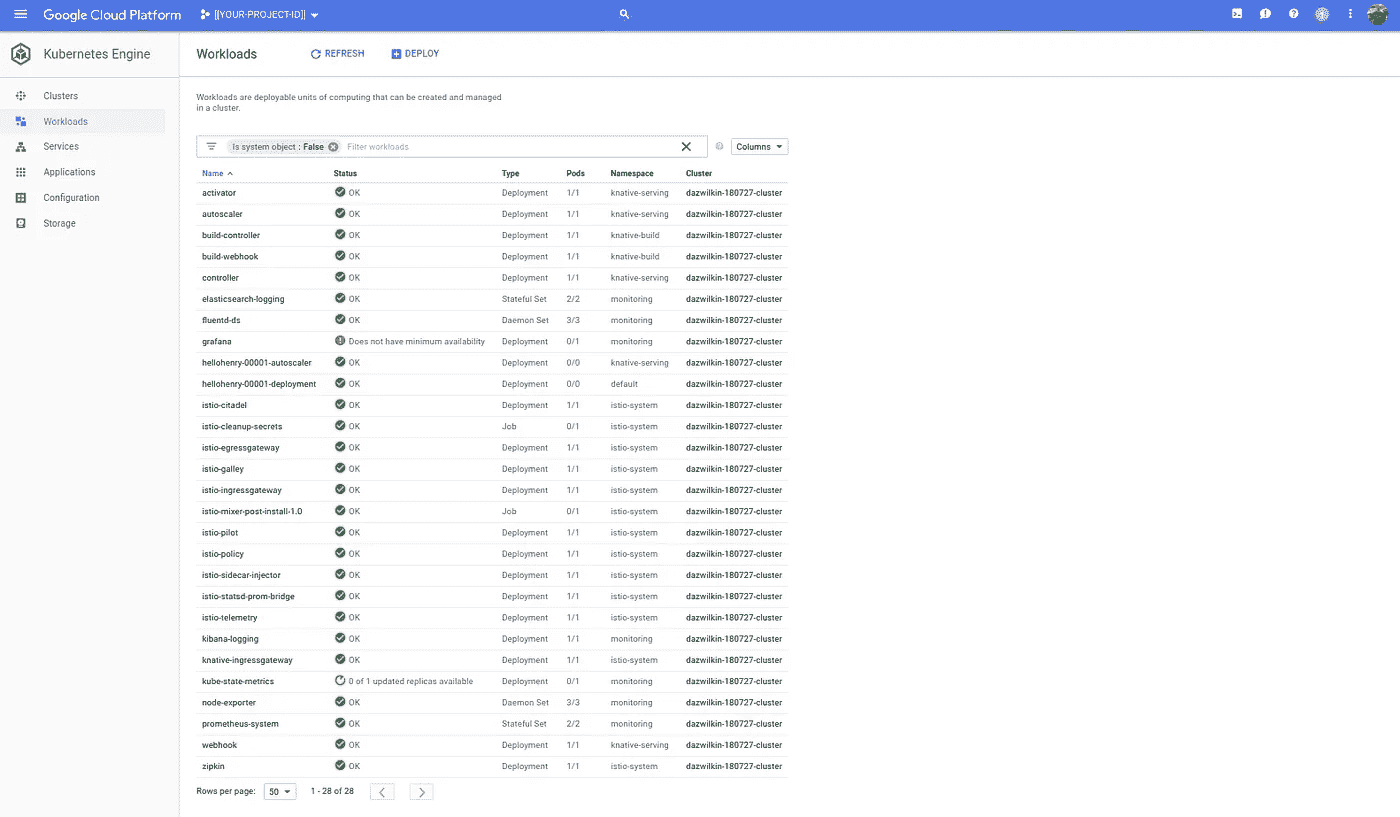 Google Cloud Platform [[YOUR-PROJECT-ID]]
Kubernetes Engine
Clusters
Workloads
Services
Applications
Configuration
Storage
Workloads REFRESH DEPLOY
Workloads are deployable units of computing that can be created and managed
in a cluster.
Is system object : False Filter workloads Columns
Name Status Type Pods Namespace Cluster
activator OK Deployment 1/1 knative-serving dazwilkin-180727-cluster
autoscaler OK Deployment 1/1 knative-serving dazwilkin-180727-cluster
build-controller OK Deployment 1/1 knative-build dazwilkin-180727-cluster
build-webhook OK Deployment 1/1 knative-build dazwilkin-180727-cluster
controller OK Deployment 1/1 knative-serving dazwilkin-180727-cluster
elasticsearch-logging OK Stateful Set 2/2 monitoring dazwilkin-180727-cluster
fluentd-ds OK Daemon Set 3/3 monitoring dazwilkin-180727-cluster
grafana Does not have minimum availability Deployment 0/1 monitoring dazwilkin-180727-cluster
hellohenry-00001-autoscaler OK Deployment 0/0 knative-serving dazwilkin-180727-cluster
hellohenry-00001-deployment OK Deployment 0/0 default dazwilkin-180727-cluster
istio-citadel OK Deployment 1/1 istio-system dazwilkin-180727-cluster
istio-cleanup-secrets OK Job 0/1 istio-system dazwilkin-180727-cluster
istio-egressgateway OK Deployment 1/1 istio-system dazwilkin-180727-cluster
istio-galley OK Deployment 1/1 istio-system dazwilkin-180727-cluster
istio-ingressgateway OK Deployment 1/1 istio-system dazwilkin-180727-cluster
istio-mixer-post-install-1.0 OK Job 0/1 istio-system dazwilkin-180727-cluster
istio-pilot OK Deployment 1/1 istio-system dazwilkin-180727-cluster
istio-policy OK Deployment 1/1 istio-system dazwilkin-180727-cluster
istio-sidecar-injector OK Deployment 1/1 istio-system dazwilkin-180727-cluster
istio-statsd-prom-bridge OK Deployment 1/1 istio-system dazwilkin-180727-cluster
istio-telemetry OK Deployment 1/1 istio-system dazwilkin-180727-cluster
kibana-logging OK Deployment 1/1 monitoring dazwilkin-180727-cluster
knative-ingressgateway OK Deployment 1/1 istio-system dazwilkin-180727-cluster
kube-state-metrics 0 of 1 updated replicas available Deployment 0/1 monitoring dazwilkin-180727-cluster
node-exporter OK Daemon Set 3/3 monitoring dazwilkin-180727-cluster
prometheus-system OK Stateful Set 2/2 monitoring dazwilkin-180727-cluster
webhook OK Deployment 1/1 knative-serving dazwilkin-180727-cluster
zipkin OK Deployment 1/1 istio-system dazwilkin-180727-cluster
Rows per page: 50 1 - 28 of 28